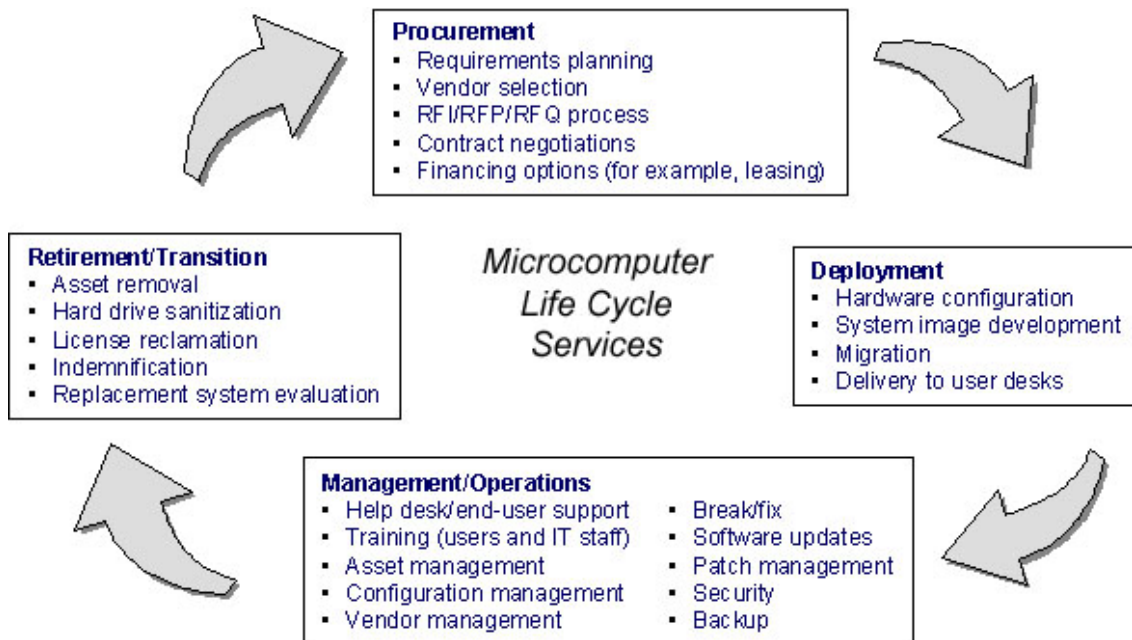 Procurement
▪ Requirements planning
▪ Vendor selection
▪ RFI/RFP/RFQ process
▪ Contract negotiations
▪ Financing options (for example, leasing)
Retirement/Transition
▪ Asset removal
▪ Hard drive sanitization
▪ License reclamation
▪ Indemnification
▪ Replacement system evaluation
Microcomputer
Life Cycle
Services
Deployment
▪ Hardware configuration
▪ System image development
▪ Migration
▪ Delivery to user desks
Management/Operations
▪ Help desk/end-user support
▪ Training (users and IT staff)
▪ Asset management
▪ Configuration management
▪ Vendor management
▪ Break/fix
▪ Software updates
▪ Patch management
▪ Security
▪ Backup